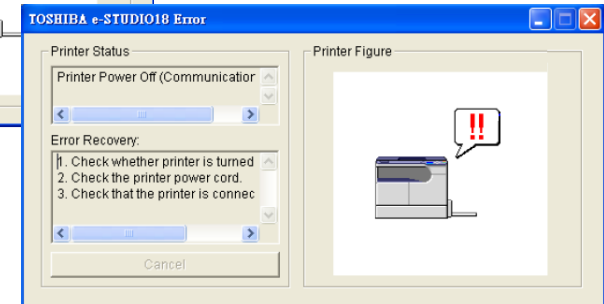 TOSHIBA e-STUDIO18 Error
Printer Status
Printer Power Off (Communication
Error Recovery:
1. Check whether printer is turned
2. Check the printer power cord.
3. Check that the printer is connec
Cancel
Printer Figure
!!